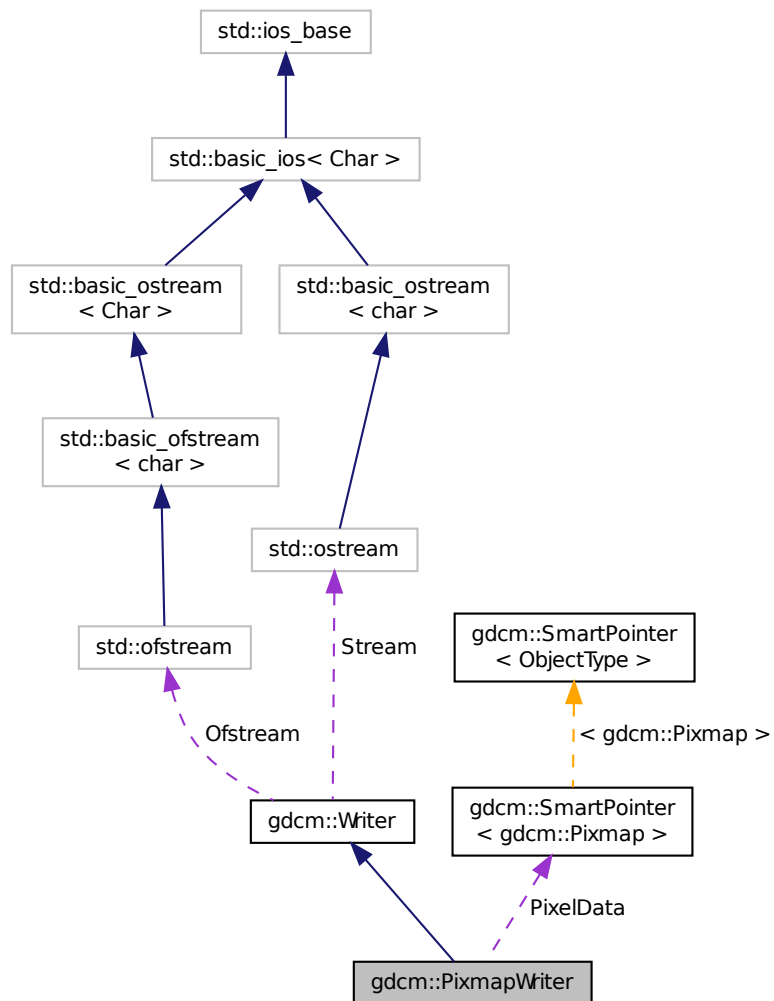 std::ios_base
std::basic_ios< Char >
std::basic_ostream
< Char >
std::basic_ostream
< char >
std::basic_ofstream
< char >
std::ostream
std::ofstream
Stream
gdcm::SmartPointer
< ObjectType >
Ofstream
< gdcm::Pixmap >
gdcm::Writer
gdcm::SmartPointer
< gdcm::Pixmap >
PixelData
gdcm::PixmapWriter